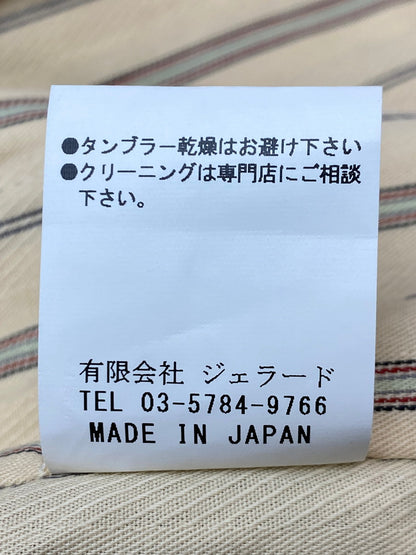 ●タンブラー乾燥はお避け下さい
●クリーニングは専門店にご相談
下さい。
有限会社 ジェラード
TEL 03-5784-9766
MADE IN JAPAN